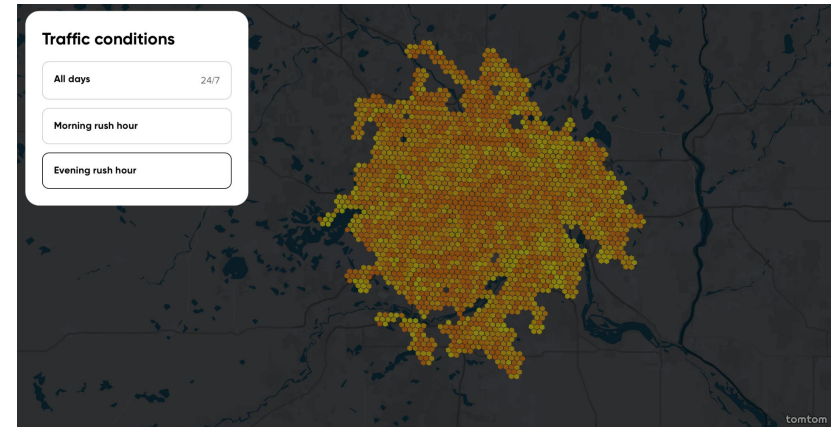 Traffic conditions
All days 24/7
Morning rush hour
Evening rush hour
tomtom